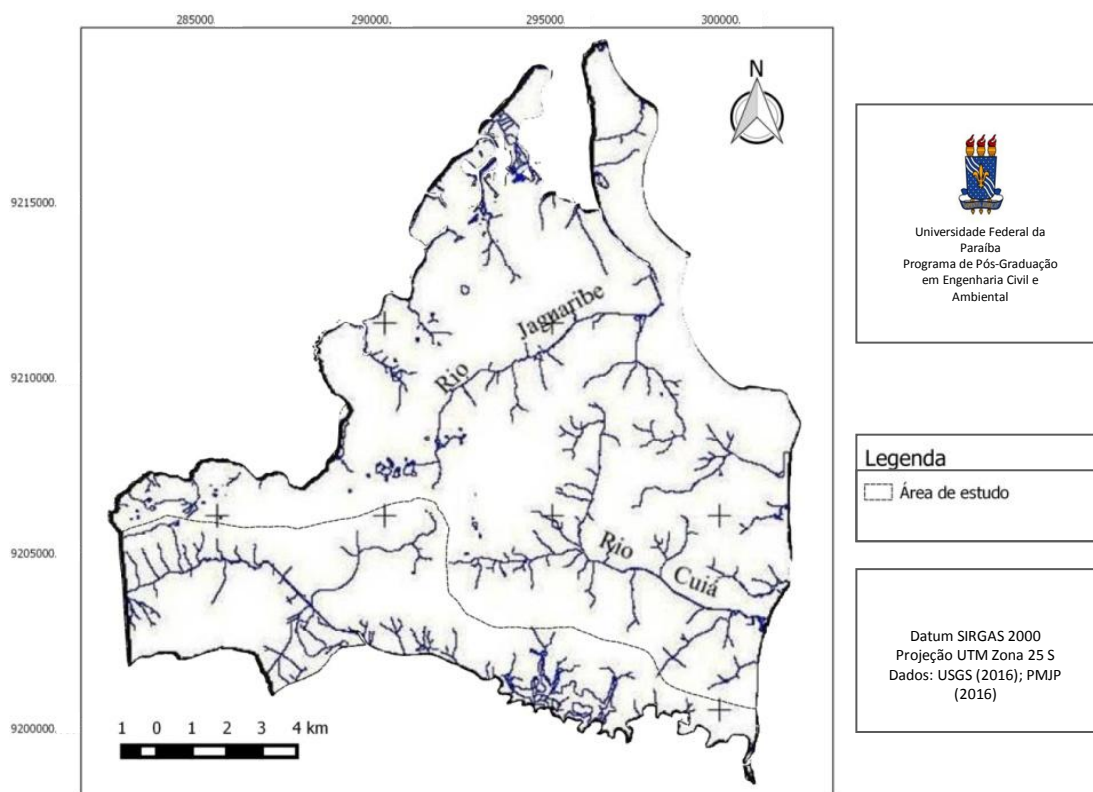 285000. 290000. 295000. 300000.
N
9215000.
9210000.
9205000.
9200000.
Rio Jaguaribe
Rio Cuiá
1 0 1 2 3 4 km
Universidade Federal da
Paraíba
Programa de Pós-Graduação
em Engenharia Civil e
Ambiental
Legenda
Área de estudo
Datum SIRGAS 2000
Projeção UTM Zona 25 S
Dados: USGS (2016); PMJP
(2016)